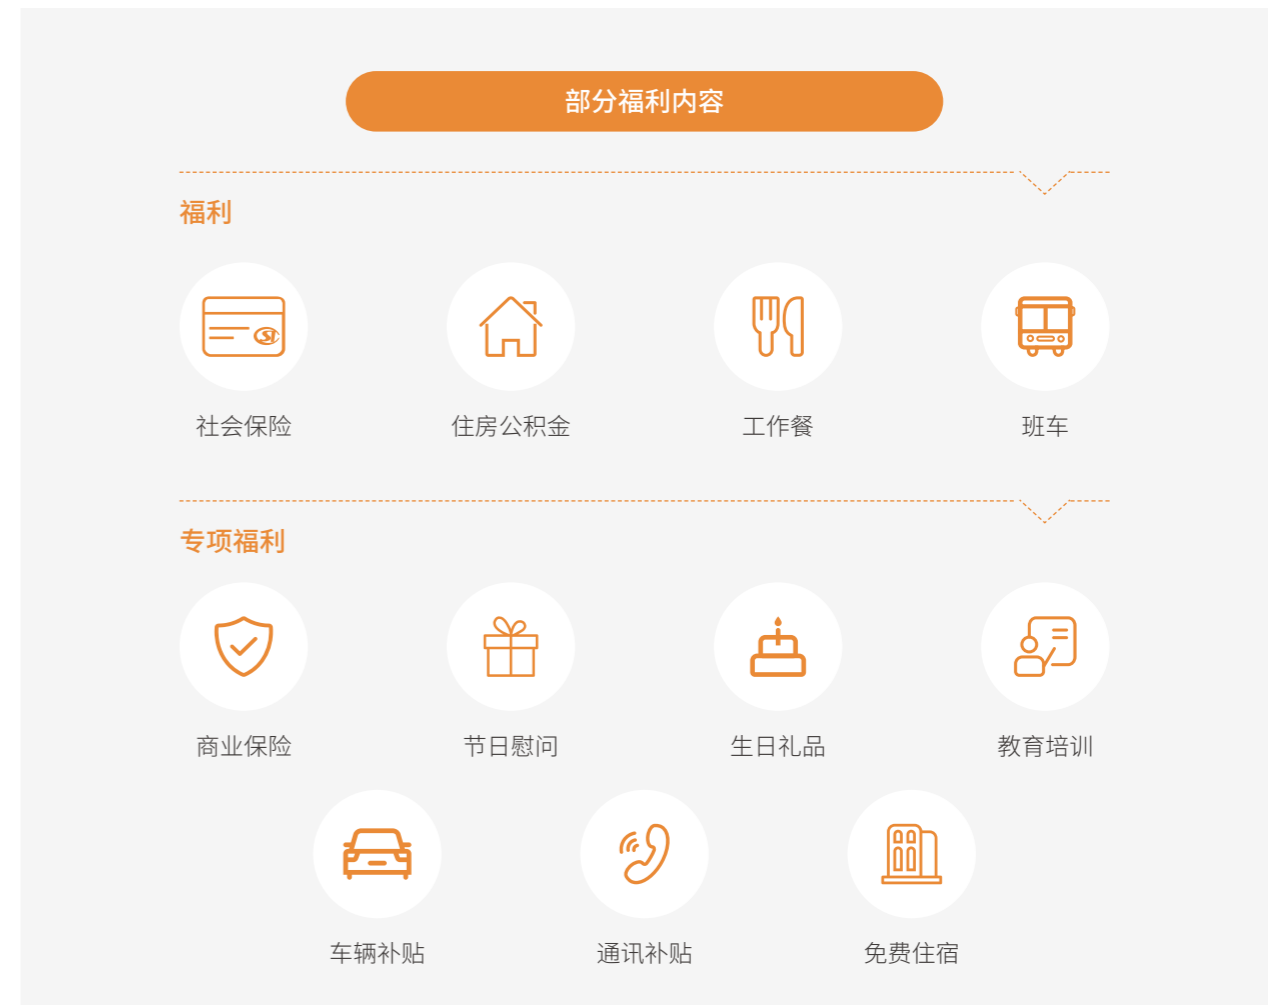 部分福利内容
福利
社会保险
住房公积金
工作餐
班车
专项福利
商业保险
节日慰问
生日礼品
教育培训
车辆补贴
通讯补贴
免费住宿